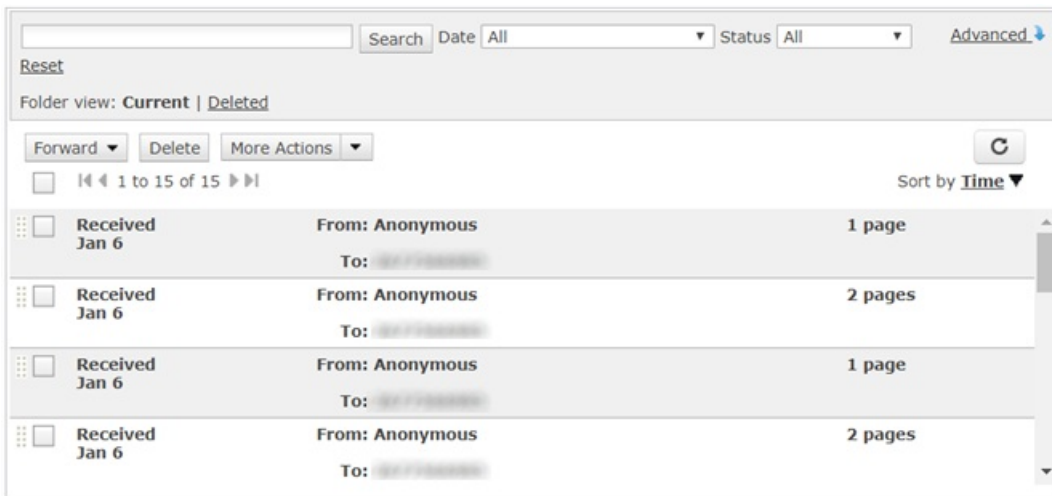 Search Date All Status All Advanced
Reset
Folder view: Current | Deleted
Forward Delete More Actions
1 to 15 of 15 Sort by Time
Received From: Anonymous 1 page
Jan 6
To:
Received From: Anonymous 2 pages
Jan 6
To:
Received From: Anonymous 1 page
Jan 6
To:
Received From: Anonymous 2 pages
Jan 6
To: